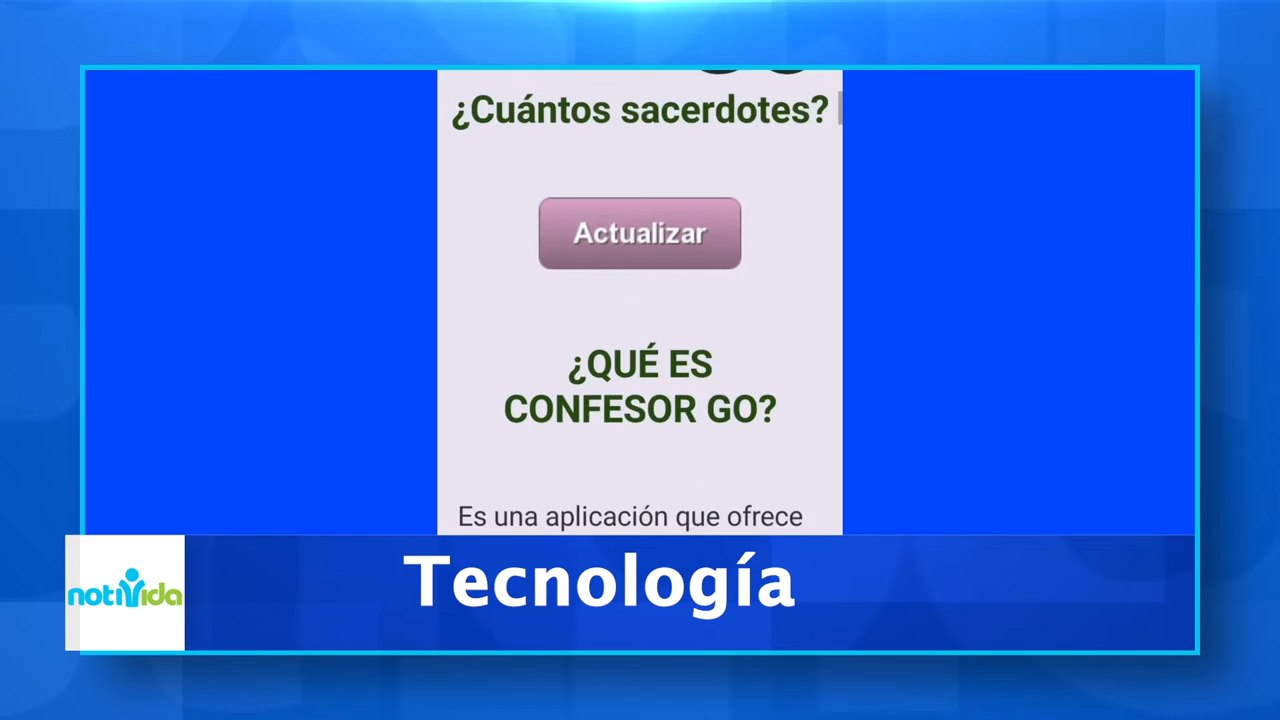 ¿Cuántos sacerdotes?
Actualizar
¿QUÉ ES
CONFESOR GO?
Es una aplicación que ofrece
Tecnología
notiVida